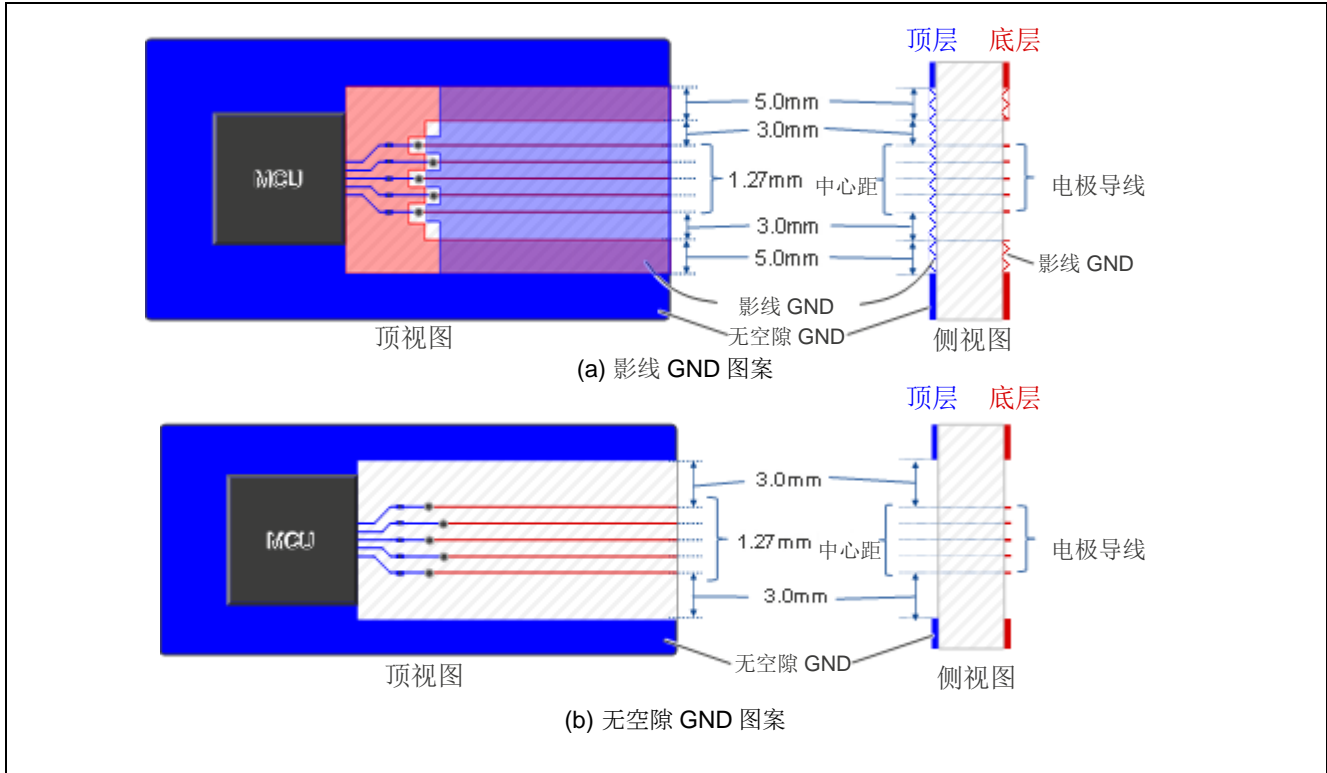 顶层 底层
5.0mm
3.0mm
MCU
1.27mm 中心距
电极导线
3.0mm
5.0mm
影线 GND
影线 GND
无空隙 GND
顶视图
侧视图
(a) 影线 GND 图案
顶层 底层
3.0mm
MCU
1.27mm 中心距
电极导线
3.0mm
无空隙 GND
顶视图
侧视图
(b) 无空隙 GND 图案